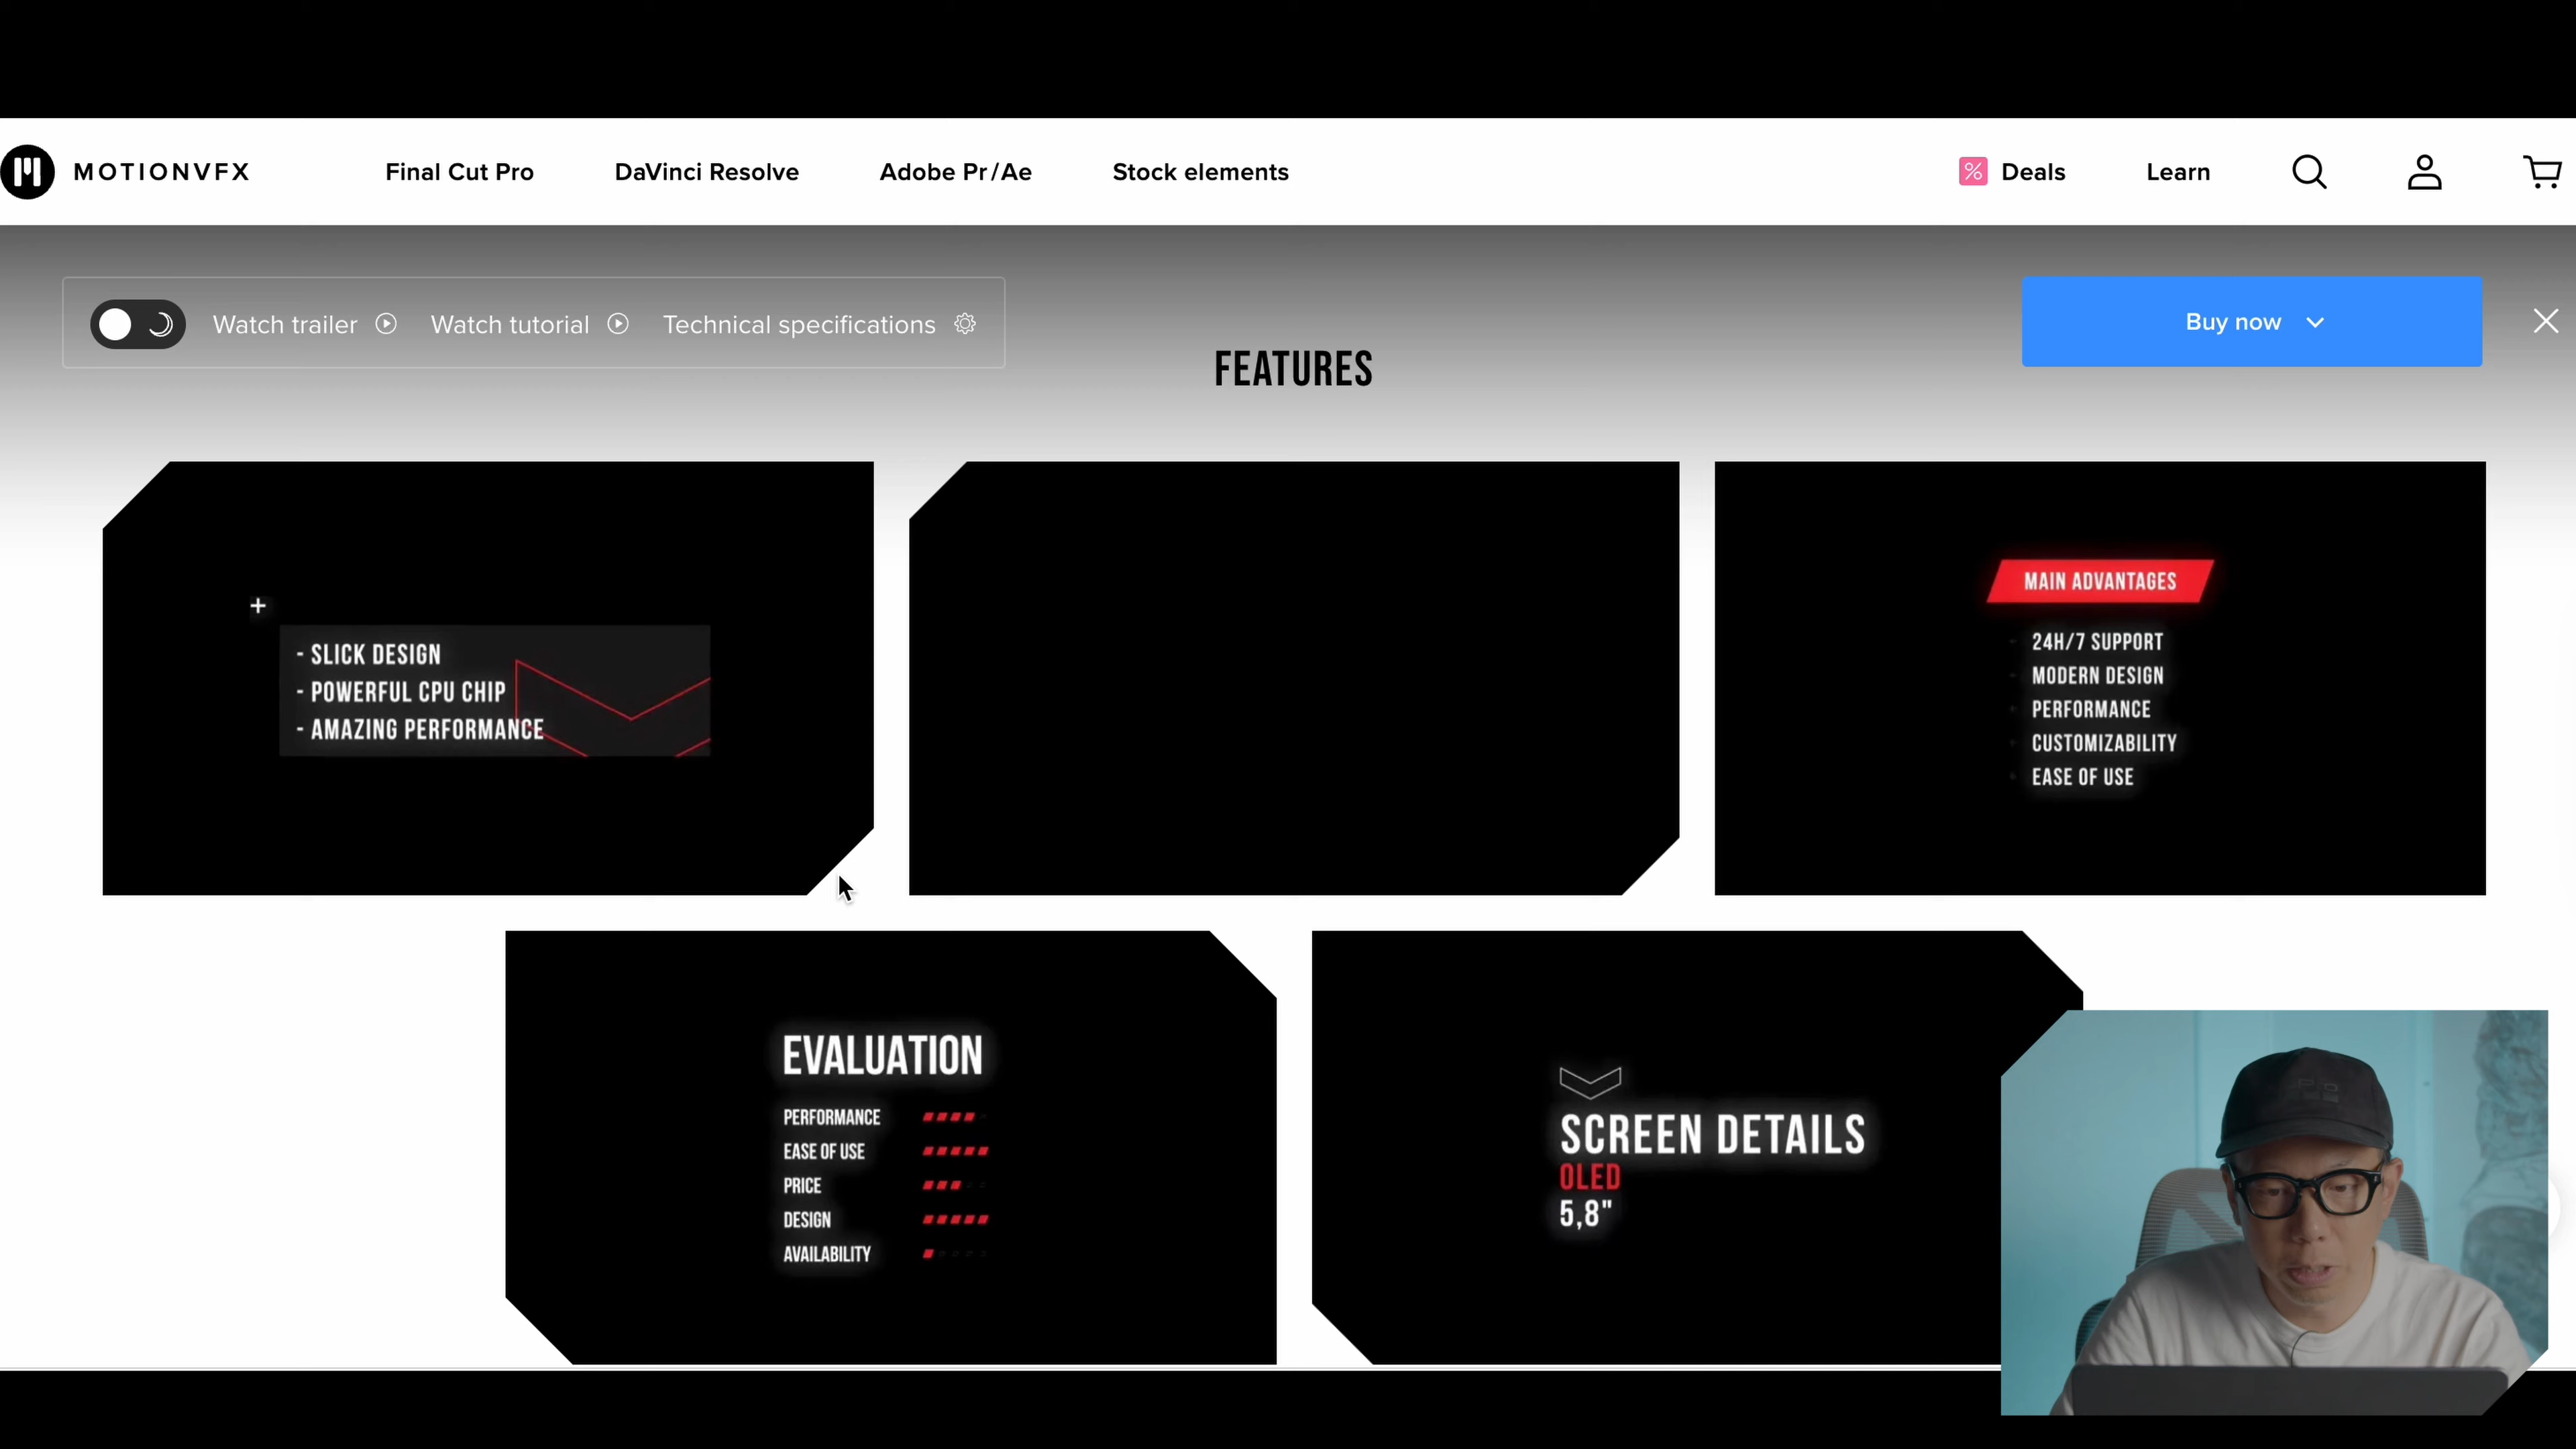 MOTIONVFX
Final Cut Pro
DaVinci Resolve
Adobe Pr/Ae
Stock elements
% Deals
Learn
Watch trailer
Watch tutorial
Technical specifications
Buy now
FEATURES
- SLICK DESIGN
- POWERFUL CPU CHIP
- AMAZING PERFORMANCE
MAIN ADVANTAGES
24H/7 SUPPORT
MODERN DESIGN
PERFORMANCE
CUSTOMIZABILITY
EASE OF USE
EVALUATION
PERFORMANCE
EASE OF USE
PRICE
DESIGN
AVAILABILITY
SCREEN DETAILS
OLED
5,8"